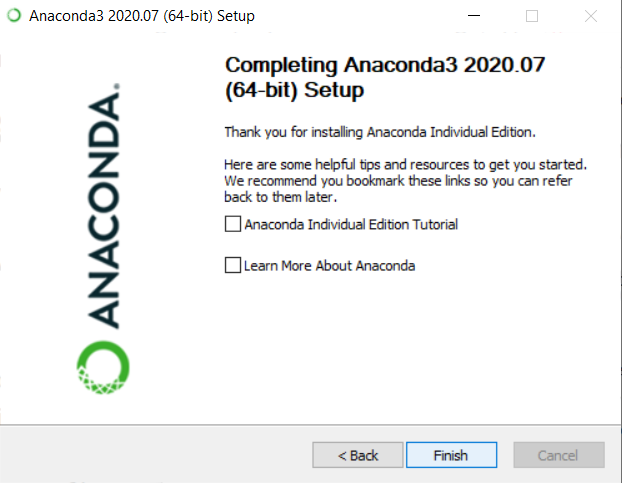 Anaconda3 2020.07 (64-bit) Setup
Completing Anaconda3 2020.07
(64-bit) Setup
Thank you for installing Anaconda Individual Edition.
Here are some helpful tips and resources to get you started.
We recommend you bookmark these links so you can refer
back to them later.
Anaconda Individual Edition Tutorial
Learn More About Anaconda
ANACONDA.
< Back
Finish
Cancel